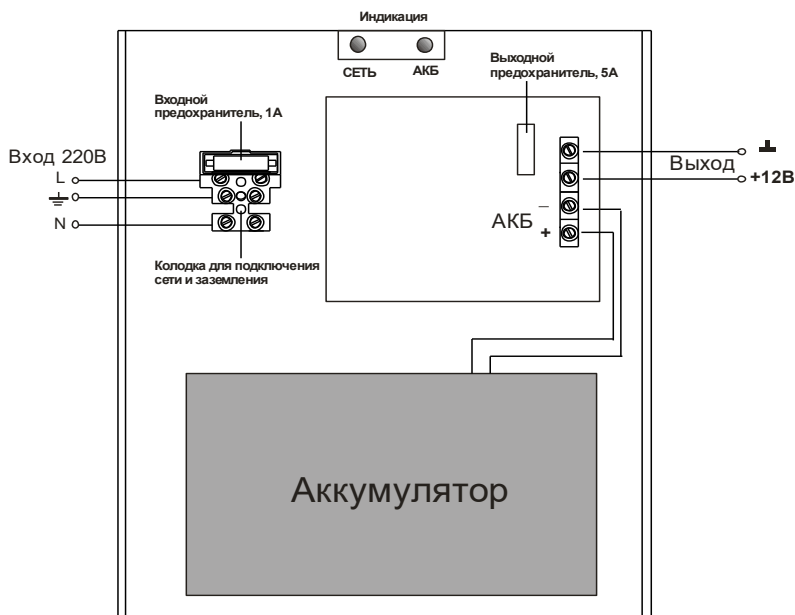 Индикация
СЕТЬ
АКБ
Выходной
предохранитель, 5А
Входной
предохранитель, 1А
Вход 220В
L
N
Выход
+12В
АКБ
–
+
Колодка для подключения
сети и заземления
Аккумулятор